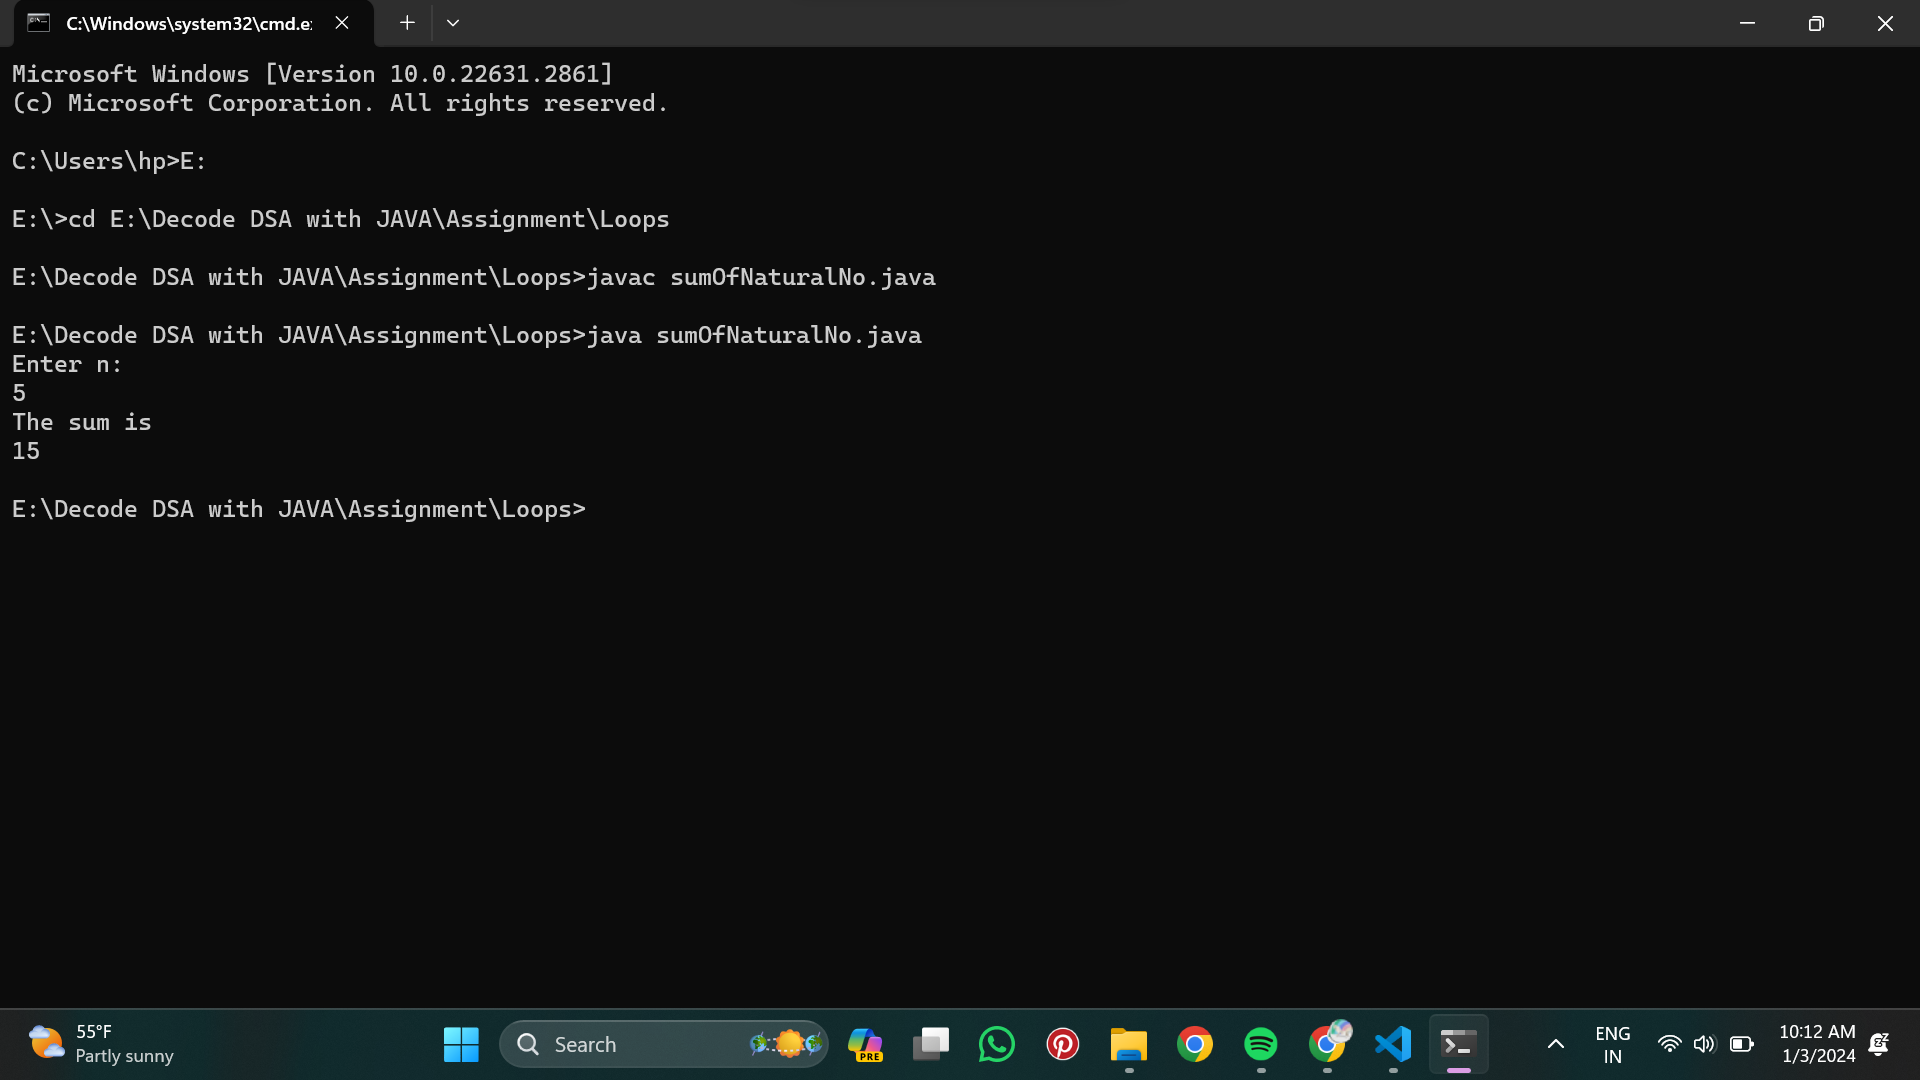 C:\Windows\system32\cmd.e
Microsoft Windows [Version 10.0.22631.2861]
(c) Microsoft Corporation. All rights reserved.
C:\Users\hp>E:
E:\>cd E:\Decode DSA with JAVA\Assignment\Loops
E:\Decode DSA with JAVA\Assignment\Loops>javac sumOfNaturalNo.java
E:\Decode DSA with JAVA\Assignment\Loops>java sumOfNaturalNo.java
Enter n:
5
The sum is
15
E:\Decode DSA with JAVA\Assignment\Loops>
55°F
Partly sunny
Search
PRE
ENG
IN
10:12 AM
1/3/2024